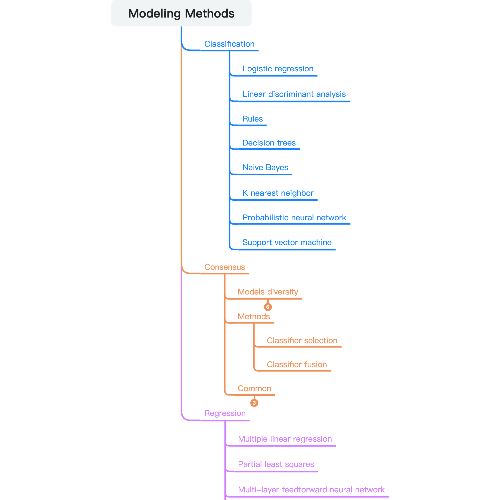 Modeling Methods
Classification
Logistic regression
Linear discriminant analysis
Rules
Decision trees
Naive Bayes
K nearest neighbor
Probabilistic neural network
Support vector machine
Consensus
Models diversity
Methods
Classifier selection
Classifier fusion
Common
Regression
Multiple linear regression
Partial least squares
Multi-layer feedforward neural network